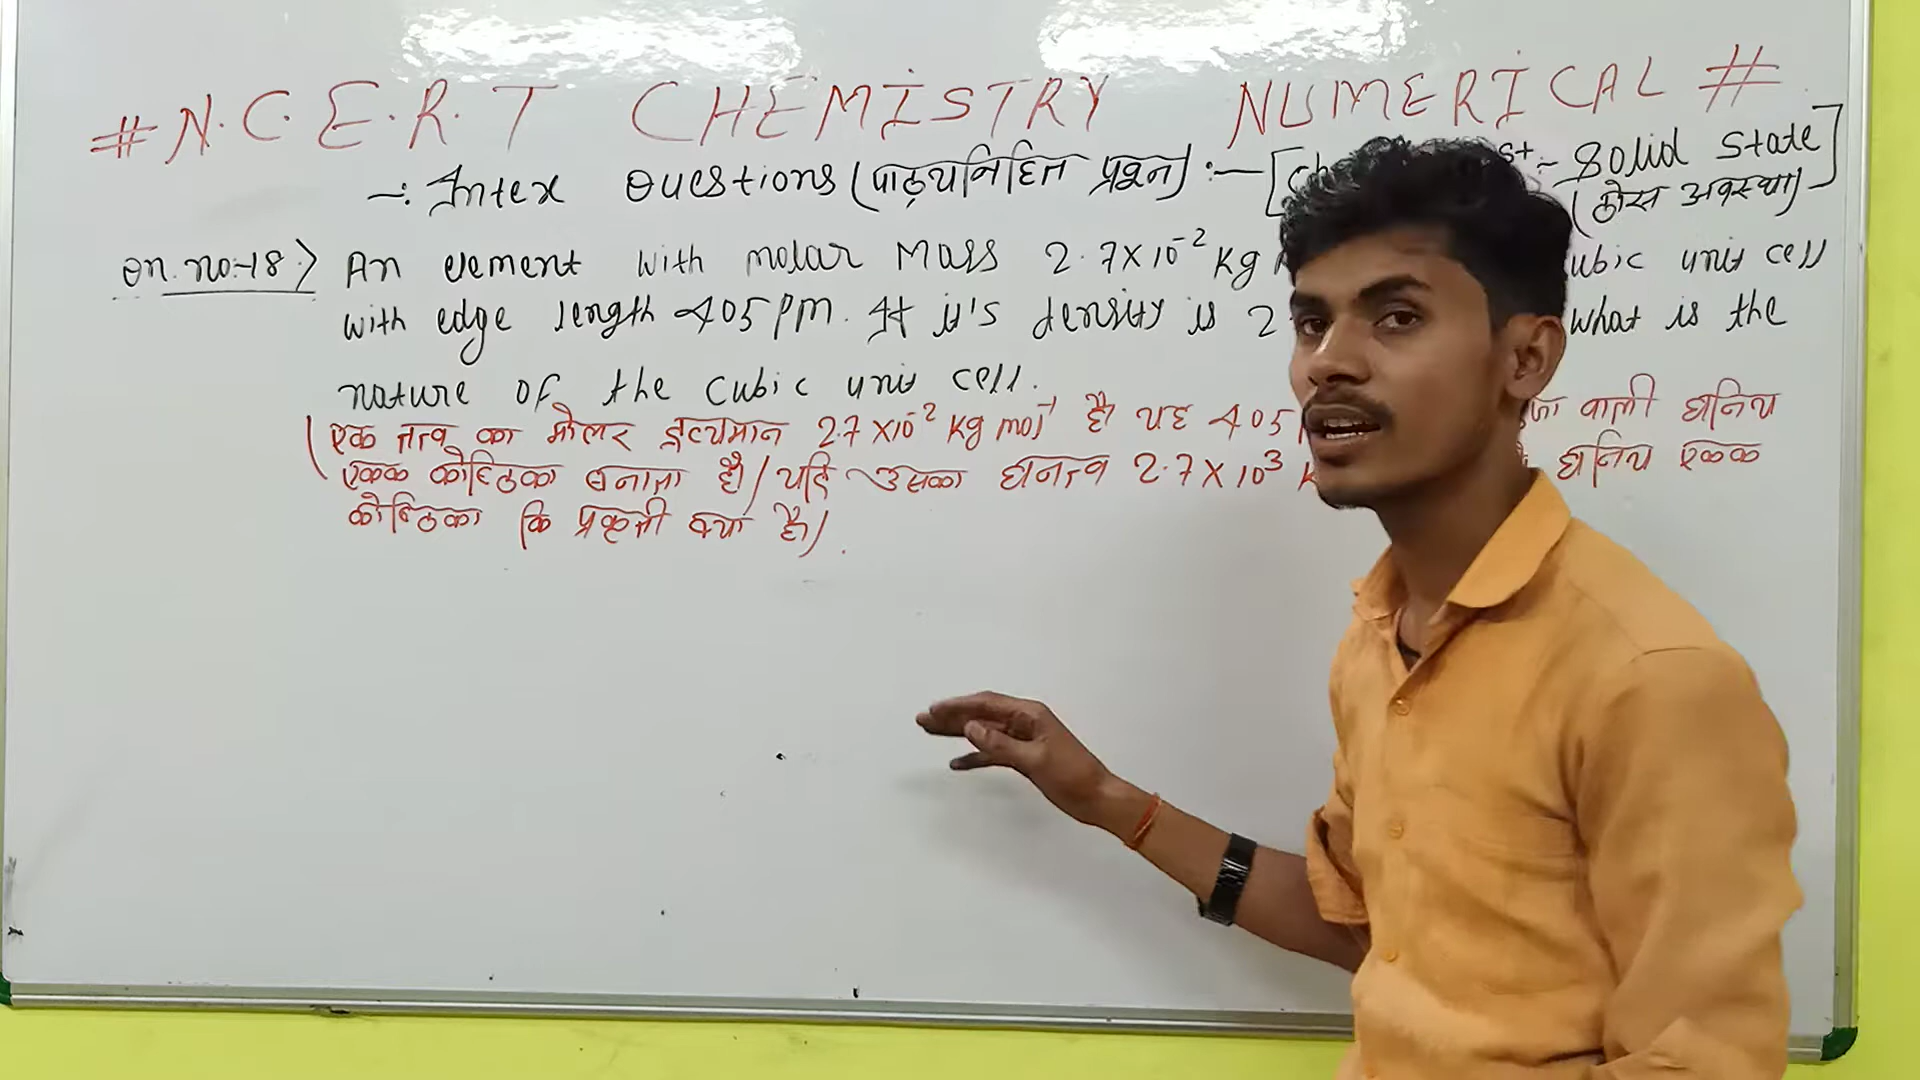 # N.C.E.R.T CHEMISTRY NUMERICAL #
-: Intex Questions (पाठ्यनिहित प्रश्न) :- [Ch st :- Solid State
(ठोस अवस्था)]
Qn. no:-18:> An element with molar Mass 2.7×10⁻² Kg ubic unit cell
with edge length 405 pm. If it's density is 2 what is the
nature of the cubic unit cell.
(एक तत्व का मोलर द्रव्यमान 2.7×10⁻² Kg mol⁻¹ है यह 405 वाली घनिय
एकक कोष्ठिका बनाता है/ यदि उसका घनत्व 2.7×10³ K घनिय एकक
कोष्ठिका कि प्रकृती क्या है/